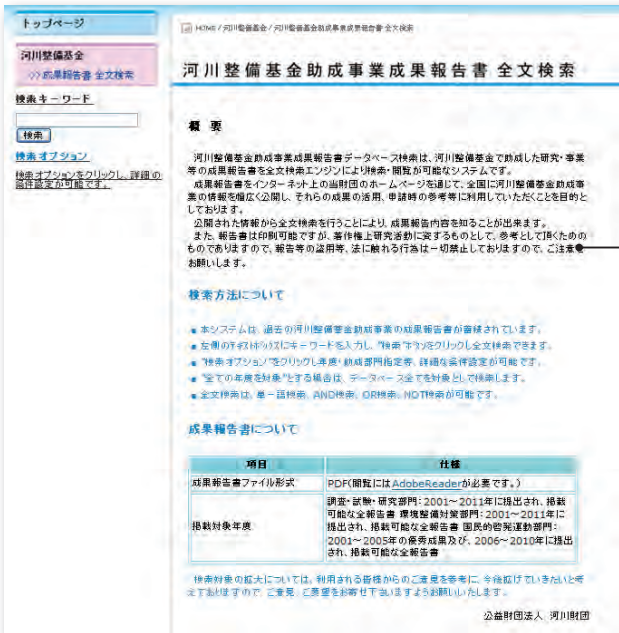 トップページ
河川整備基金
>>成果報告書 全文検索
検索キーワード
検索
検索オプション
検索オプションをクリックし、詳細の
条件設定が可能です。
HOME / 河川整備基金 / 河川整備基金助成事業成果報告書 全文検索
河川整備基金助成事業成果報告書 全文検索
概 要
河川整備基金助成事業成果報告書データベース検索は、河川整備基金で助成した研究・事業
等の成果報告書を全文検索エンジンにより検索・閲覧が可能なシステムです。
成果報告書をインターネット上の当財団のホームページを通じて、全国に河川整備基金助成事
業の情報を幅広く公開し、それらの成果の活用、申請時の参考等に利用していただくことを目的と
しております。
公開された情報から全文検索を行うことにより、成果報告内容を知ることが出来ます。
また、報告書は印刷可能ですが、著作権上研究活動に資するものとして、参考として頂くための
ものでありますので、報告等の盗用等、法に触れる行為は一切禁止しておりますので、ご注意を
お願いします。
検索方法について
本システムは、過去の河川整備基金助成事業の成果報告書が蓄積されています。
左側のテキストボックスにキーワードを入力し、"検索"ボタンをクリックし全文検索できます。
"検索オプション"をクリックし年度・助成部門指定等、詳細な条件設定が可能です。
"全ての年度を対象"とする場合は、データベース全てを対象として検索します。
全文検索は、単一語検索、AND検索、OR検索、NOT検索が可能です。
成果報告書について
項目 仕様
成果報告書ファイル形式 PDF(閲覧にはAdobeReaderが必要です。)
掲載対象年度
調査・試験・研究部門：2001～2011年に提出され、掲載
可能な全報告書 環境整備対策部門：2001～2011年に
提出され、掲載可能な全報告書 国民的啓発運動部門：
2001～2005年の優秀成果及び、2006～2010年に提出
され、掲載可能な全報告書
検索対象の拡大については、利用される皆様からのご意見を参考に、今後拡げていきたいと考
えておりますので、ご意見、ご要望をお寄せ下さいますようお願いいたします。
公益財団法人 河川財団